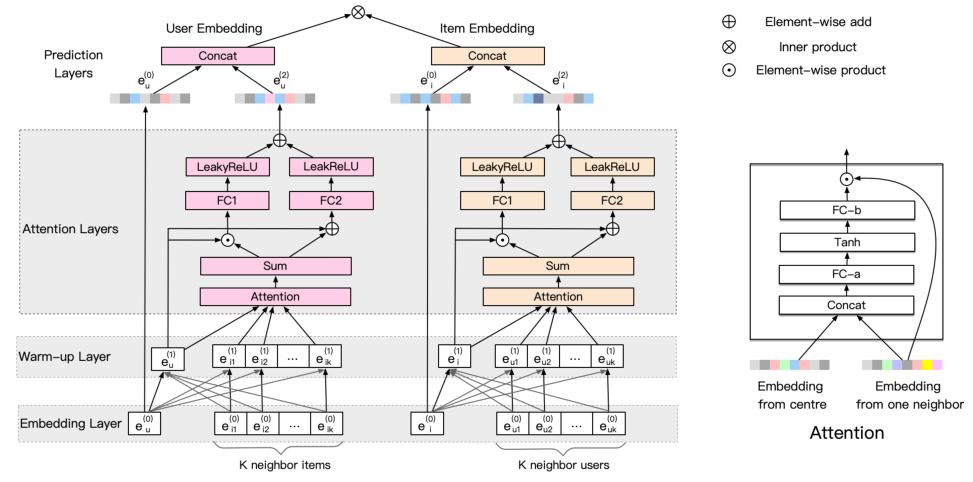 User Embedding
Item Embedding
Prediction
Layers
Concat
Concat
e_u^(0)
e_u^(2)
e_i^(0)
e_i^(2)
Attention Layers
LeakyReLU
LeakReLU
LeakyReLU
LeakReLU
FC1
FC2
FC1
FC2
Sum
Sum
Attention
Attention
Warm-up Layer
e_u^(1)
e_i1^(1) e_i2^(1) ... e_ik^(1)
e_i^(1)
e_u1^(1) e_u2^(1) ... e_uk^(1)
Embedding Layer
e_u^(0)
e_i1^(0) e_i2^(0) ... e_ik^(0)
e_i^(0)
e_u1^(0) e_u2^(0) ... e_uk^(0)
K neighbor items
K neighbor users
Element-wise add
Inner product
Element-wise product
FC-b
Tanh
FC-a
Concat
Embedding
from centre
Embedding
from one neighbor
Attention